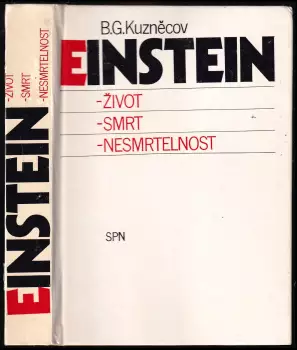 B.G.Kuzněcov
EINSTEIN
-ŽIVOT
-SMRT
-NESMRTELNOST
SPN
EINSTEIN
-ŽIVOT
-SMRT
-NESMRTELNOST